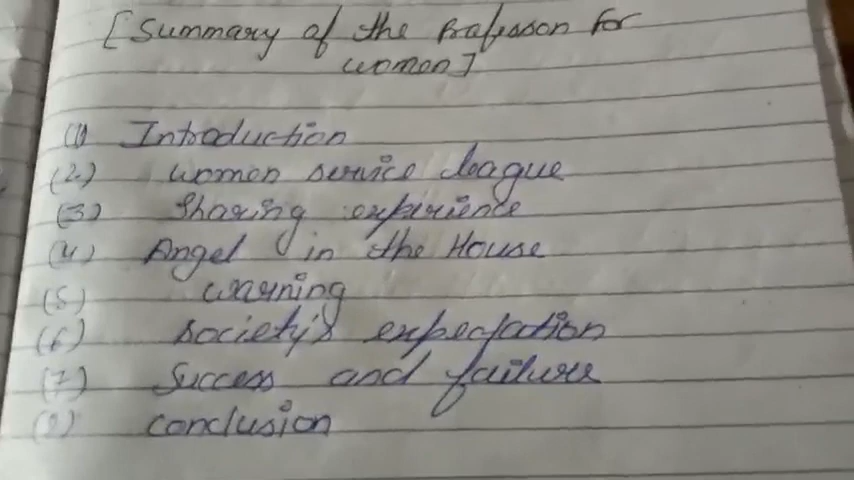 [Summary of the Profession for
women]
(1) Introduction
(2) women service league
(3) Sharing experience
(4) Angel in the House
(5) warning
(6) society's expectation
(7) Success and failure
(8) conclusion